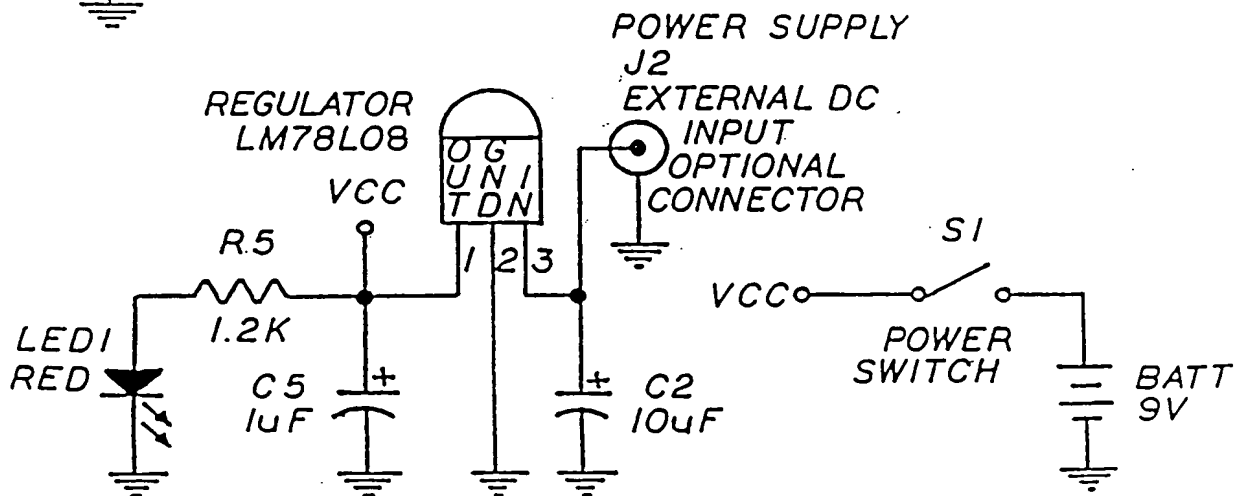 POWER SUPPLY
J2
EXTERNAL DC
INPUT
OPTIONAL
CONNECTOR
REGULATOR
LM78L08
OUT GND IN
1 2 3
VCC
R5
1.2K
LED1
RED
C5
1uF
+
C2
10uF
+
S1
VCC
POWER
SWITCH
BATT
9V